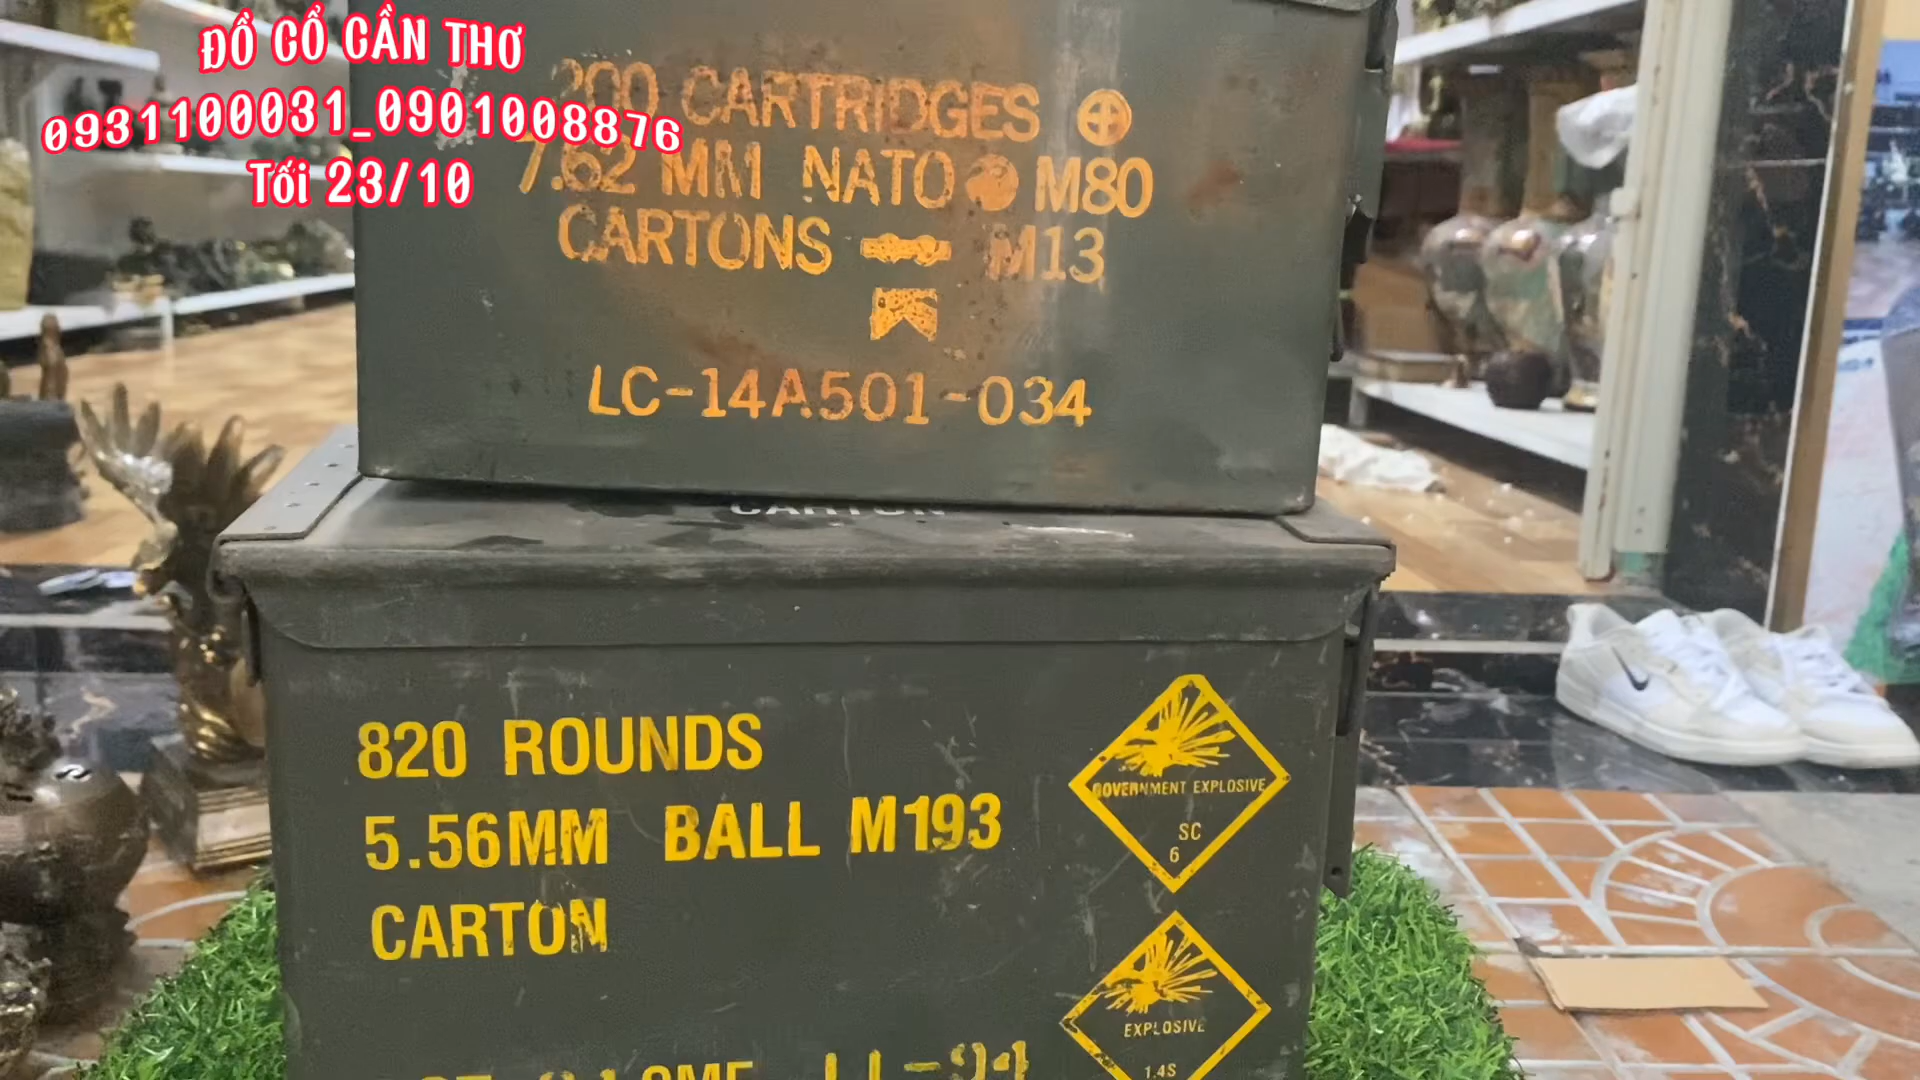 ĐỒ CỔ CẦN THƠ
0931100031_0901008876
Tối 23/10
200 CARTRIDGES
7.62 MM NATO M80
CARTONS M13
LC-14A501-034
CARTON
820 ROUNDS
5.56MM BALL M193
CARTON
GOVERNMENT EXPLOSIVE
SC
6
EXPLOSIVE
1.4S